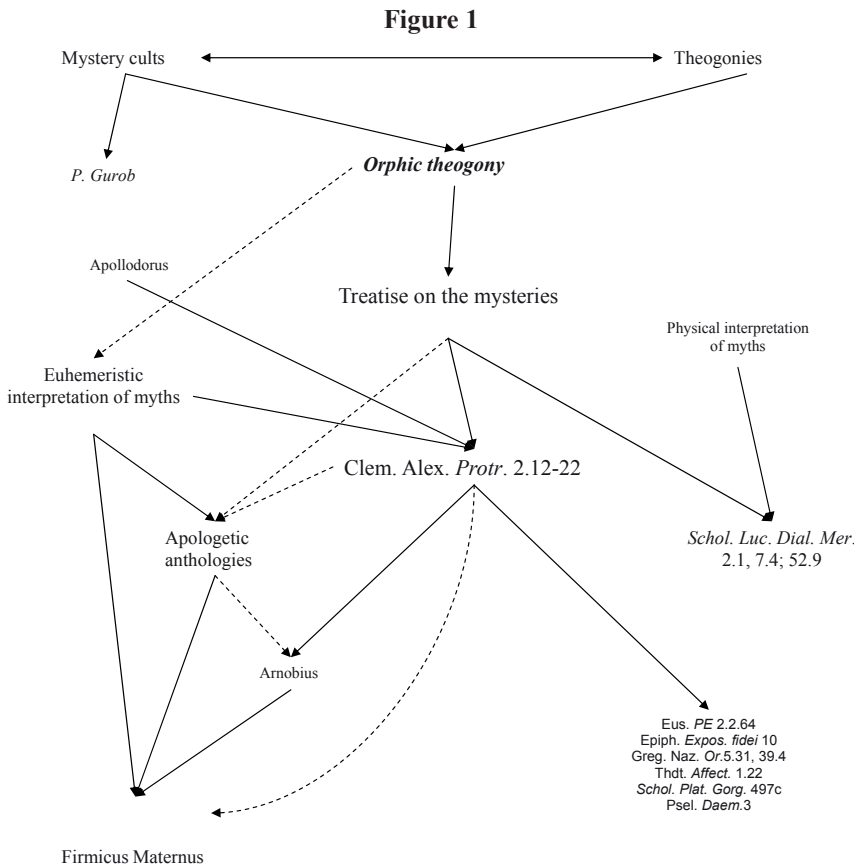 Figure 1
Mystery cults
Theogonies
P. Gurob
Orphic theogony
Apollodorus
Treatise on the mysteries
Physical interpretation
of myths
Euhemeristic
interpretation of myths
Clem. Alex. Protr. 2.12-22
Apologetic
anthologies
Schol. Luc. Dial. Mer.
2.1, 7.4; 52.9
Arnobius
Eus. PE 2.2.64
Epiph. Expos. fidei 10
Greg. Naz. Or.5.31, 39.4
Thdt. Affect. 1.22
Schol. Plat. Gorg. 497c
Psel. Daem.3
Firmicus Maternus